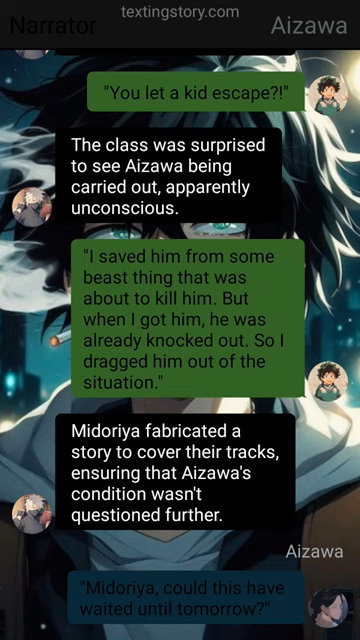 textingstory.com
Narrator
Aizawa
"You let a kid escape?!"
The class was surprised
to see Aizawa being
carried out, apparently
unconscious.
"I saved him from some
beast thing that was
about to kill him. But
when I got him, he was
already knocked out. So I
dragged him out of the
situation."
Midoriya fabricated a
story to cover their tracks,
ensuring that Aizawa's
condition wasn't
questioned further.
Aizawa
"Midoriya, could this have
waited until tomorrow?"